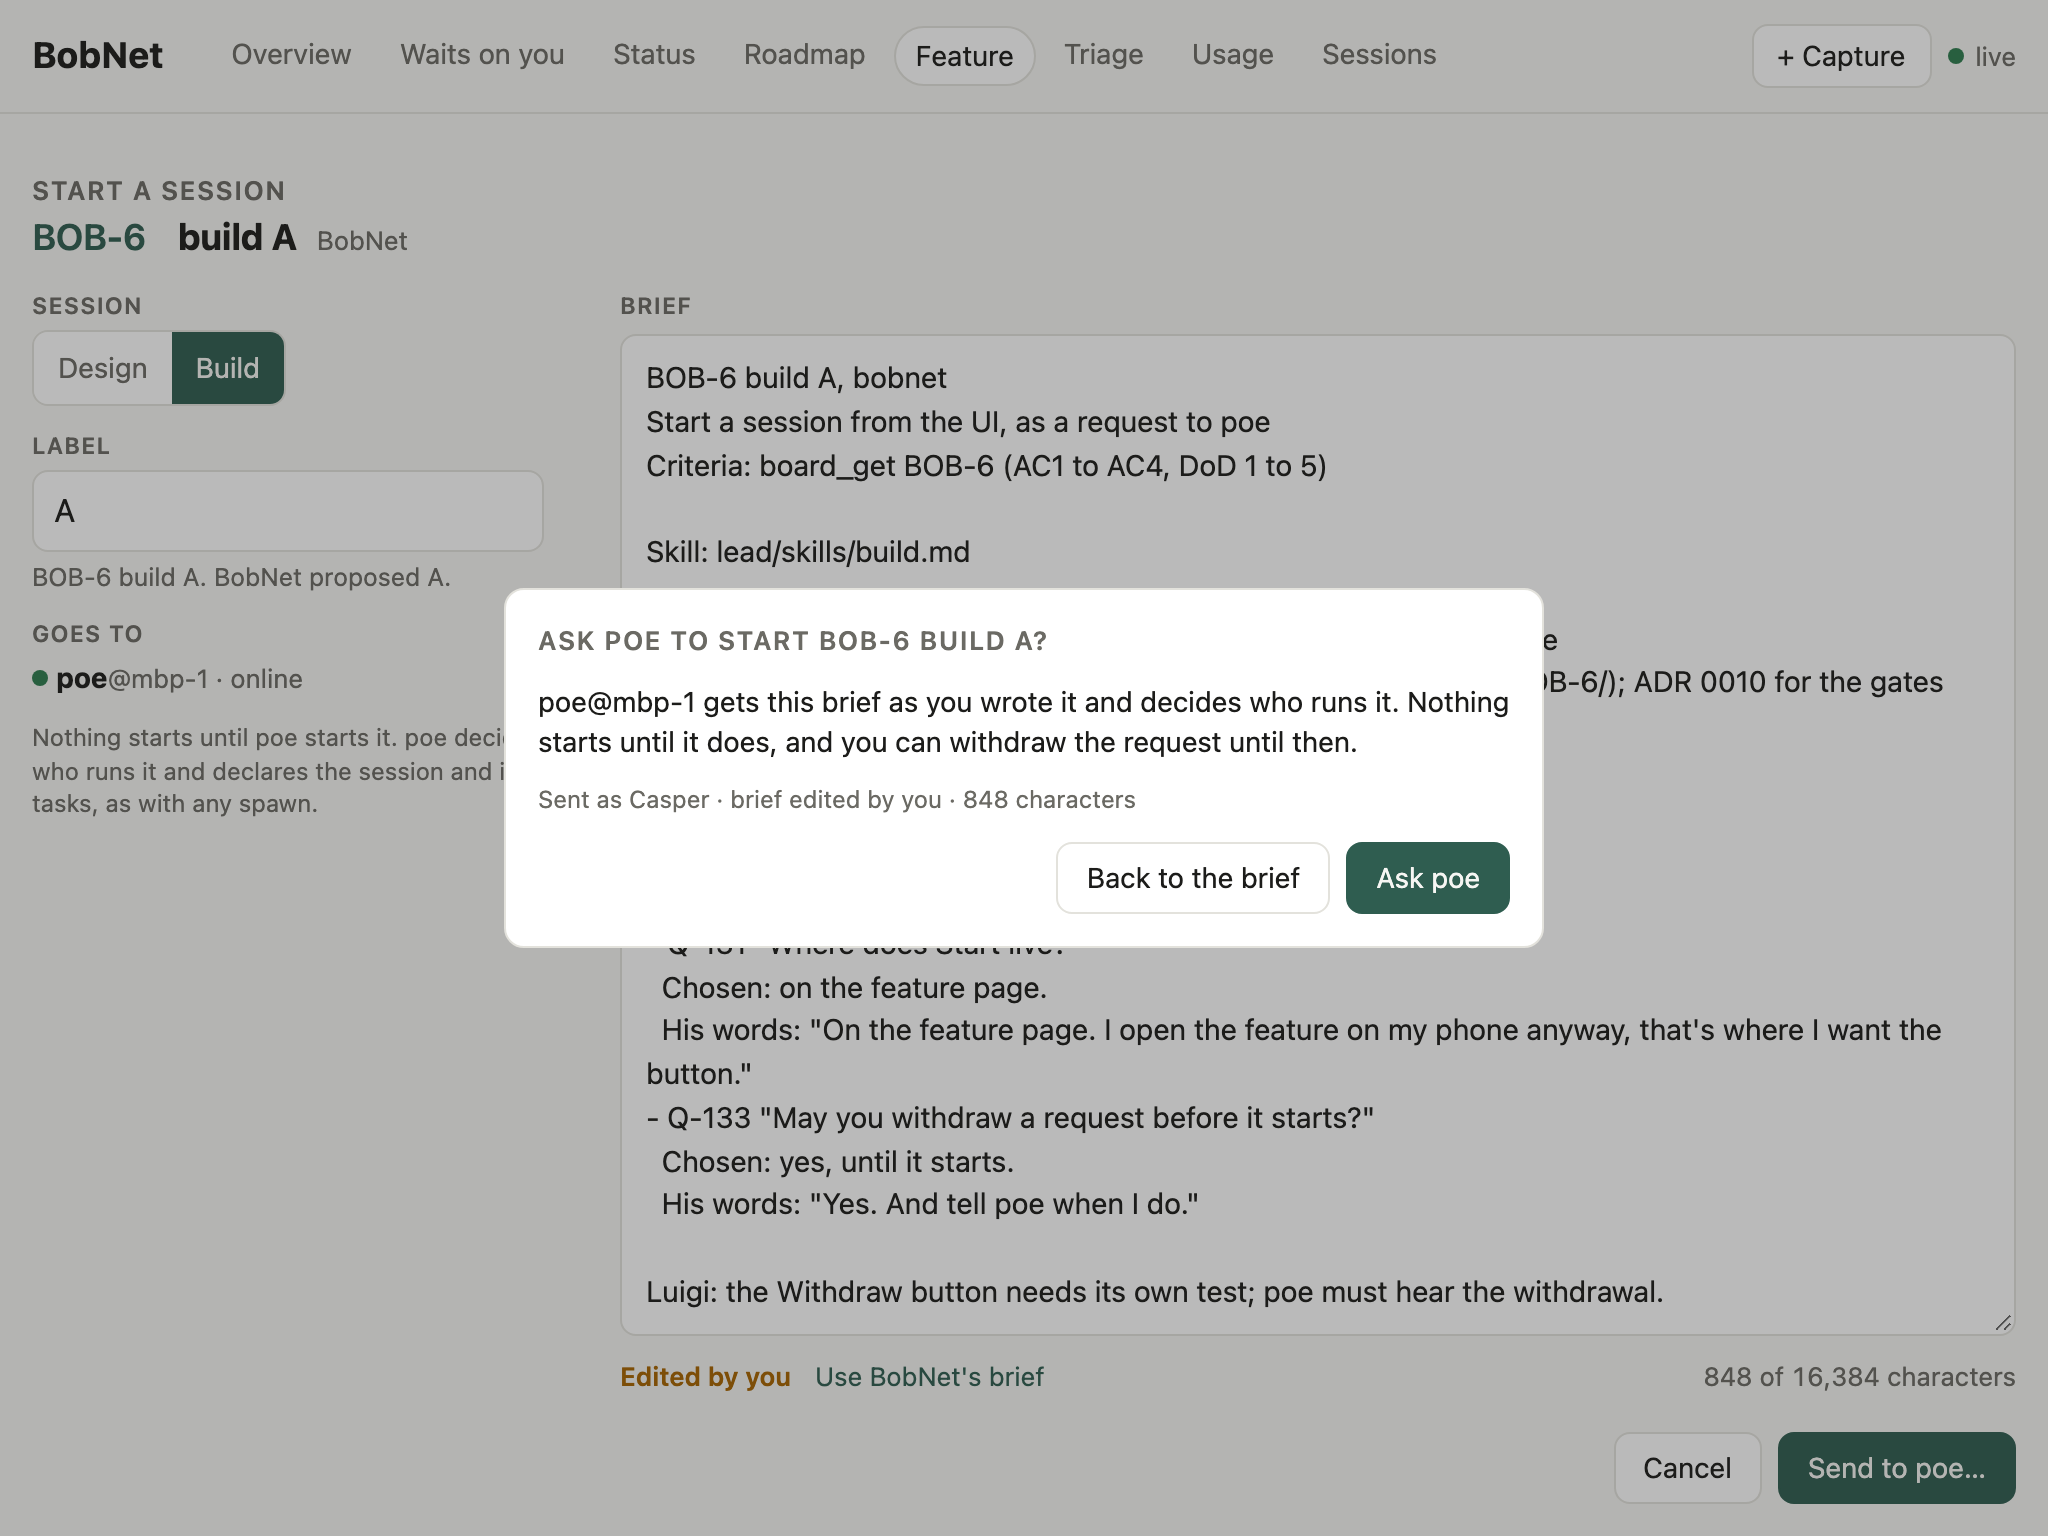 BobNet
Overview
Waits on you
Status
Roadmap
Feature
Triage
Usage
Sessions
+ Capture
live
START A SESSION
BOB-6 build A BobNet
SESSION
Design
Build
LABEL
A
BOB-6 build A. BobNet proposed A.
GOES TO
poe@mbp-1 · online
Nothing starts until poe starts it. poe
who runs it and declares the session and
tasks, as with any spawn.
BRIEF
BOB-6 build A, bobnet
Start a session from the UI, as a request to poe
Criteria: board_get BOB-6 (AC1 to AC4, DoD 1 to 5)
Skill: lead/skills/build.md
ADR 0010 for the gates
ASK POE TO START BOB-6 BUILD A?
poe@mbp-1 gets this brief as you wrote it and decides who runs it. Nothing
starts until it does, and you can withdraw the request until then.
Sent as Casper · brief edited by you · 848 characters
Back to the brief
Ask poe
Chosen: on the feature page.
His words: "On the feature page. I open the feature on my phone anyway, that's where I want the
button."
- Q-133 "May you withdraw a request before it starts?"
Chosen: yes, until it starts.
His words: "Yes. And tell poe when I do."
Luigi: the Withdraw button needs its own test; poe must hear the withdrawal.
Edited by you
Use BobNet's brief
848 of 16,384 characters
Cancel
Send to poe...